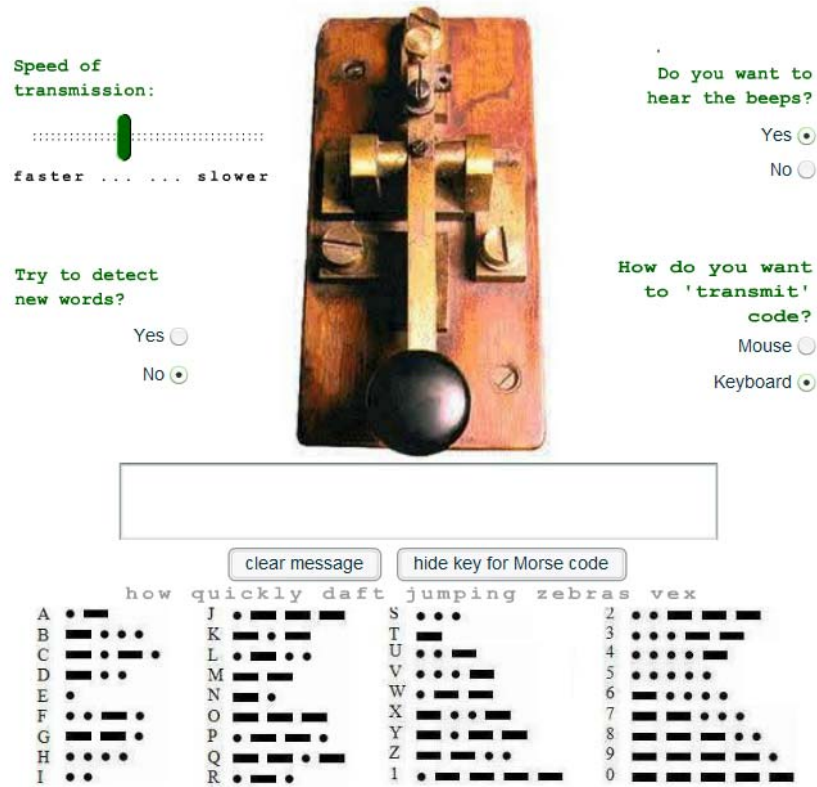 Speed of
transmission:
faster ... ... slower
Do you want to
hear the beeps?
Yes
No
Try to detect
new words?
Yes
No
How do you want
to 'transmit'
code?
Mouse
Keyboard
clear message
hide key for Morse code
how quickly daft jumping zebras vex
A
B
C
D
E
F
G
H
I
J
K
L
M
N
O
P
Q
R
S
T
U
V
W
X
Y
Z
1
2
3
4
5
6
7
8
9
0